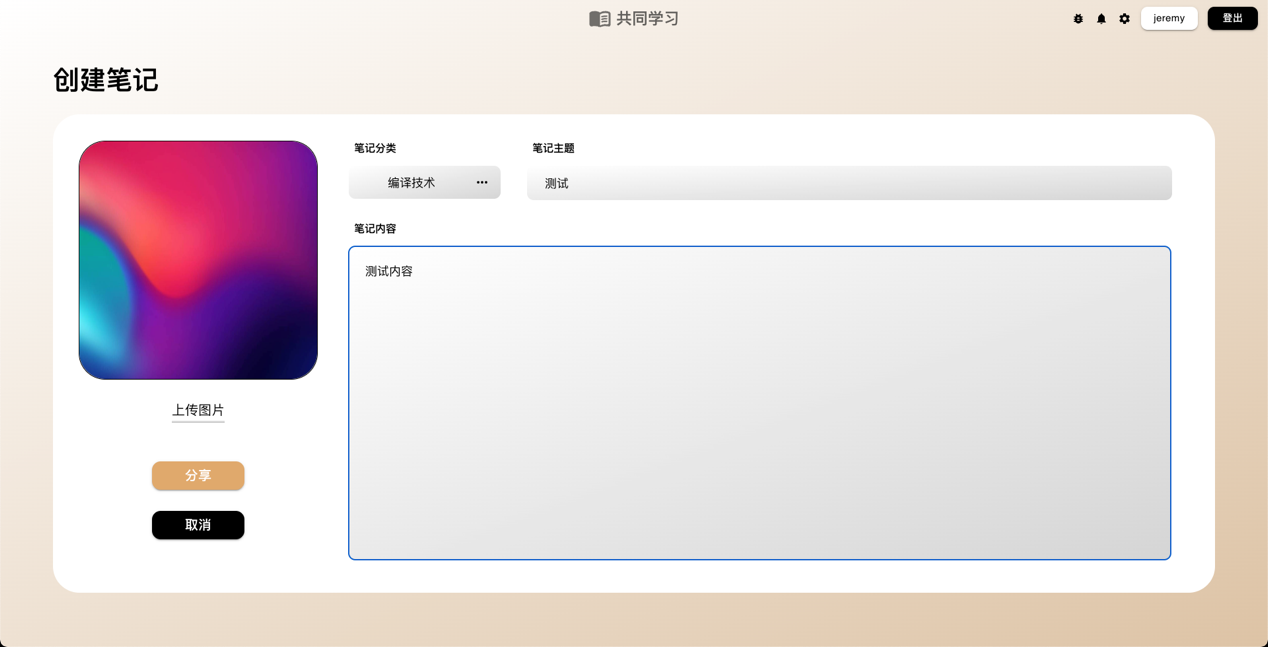 共同学习
jeremy
登出
创建笔记
笔记分类
笔记主题
编译技术
测试
笔记内容
测试内容
上传图片
分享
取消